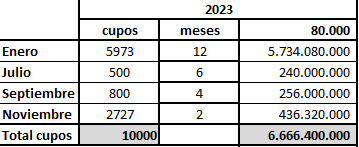 2023
cupos meses 80.000
Enero 5973 12 5.734.080.000
Julio 500 6 240.000.000
Septiembre 800 4 256.000.000
Noviembre 2727 2 436.320.000
Total cupos 10000 6.666.400.000